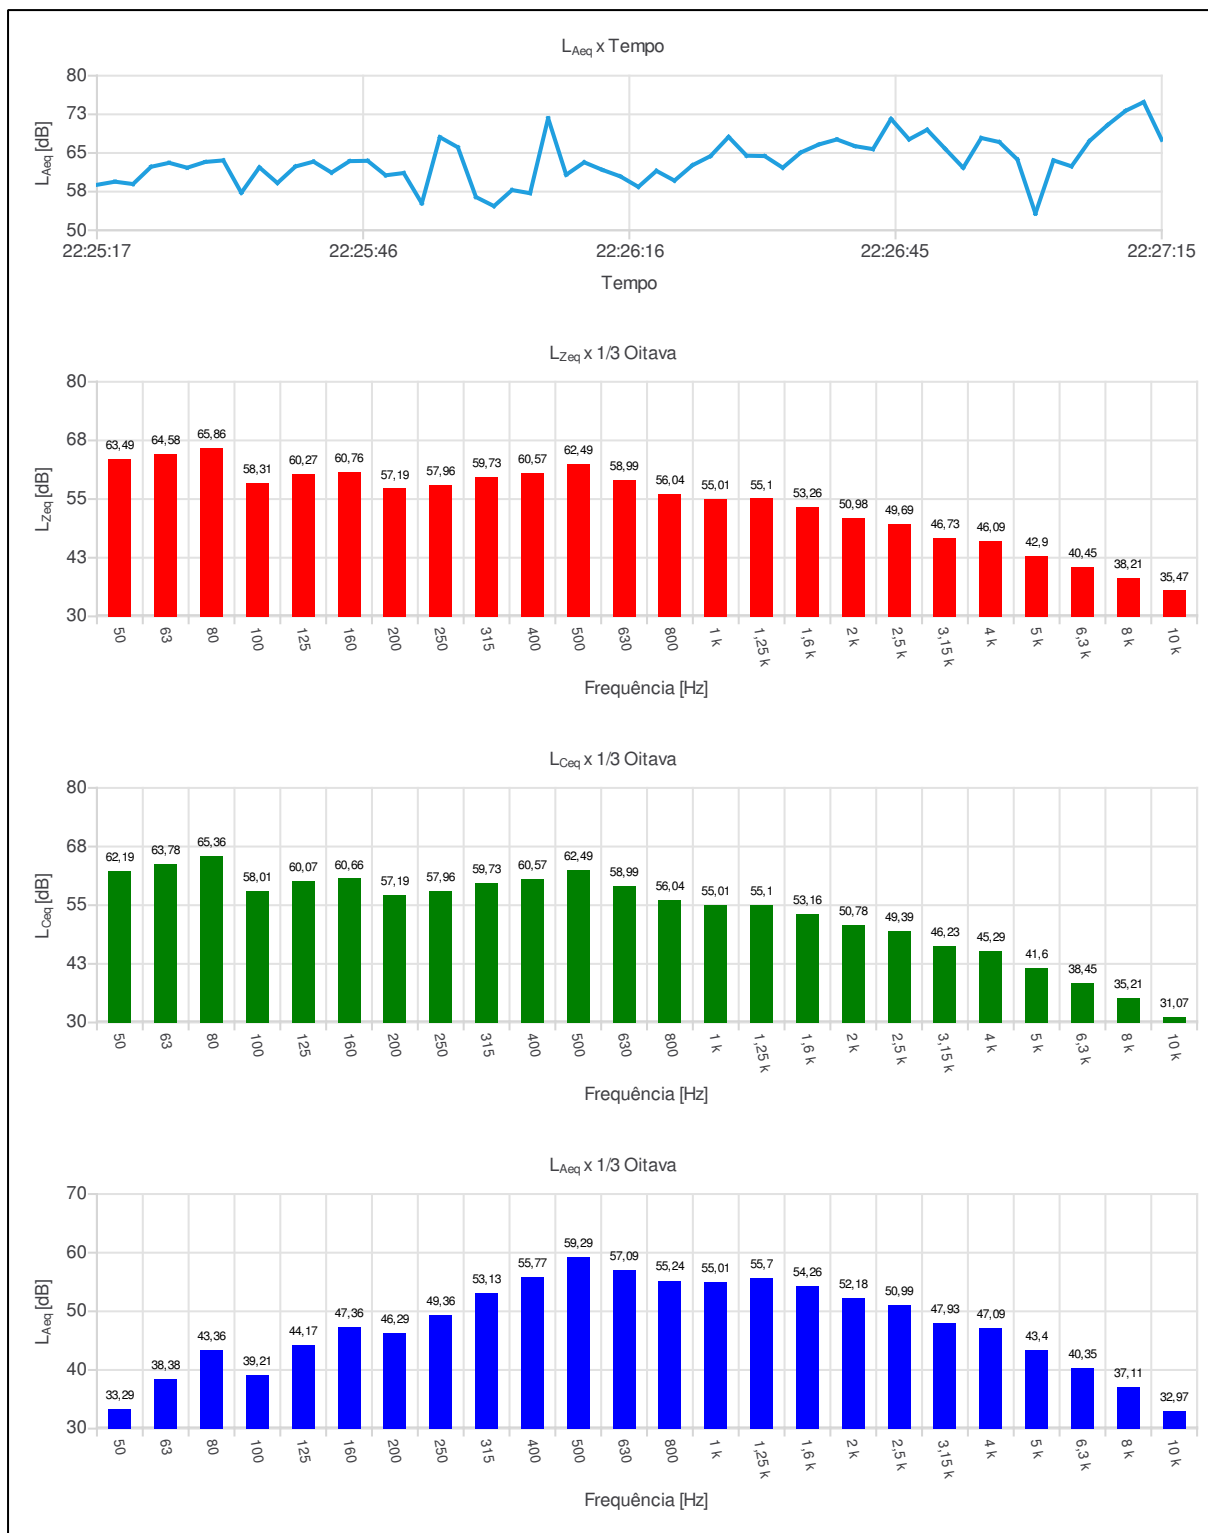 LAeq x Tempo
80
73
65
58
50
LAeq [dB]
22:25:17 22:25:46 22:26:16 22:26:45 22:27:15
Tempo
LZeq x 1/3 Oitava
80
68
55
43
30
LZeq [dB]
63,49 64,58 65,86 58,31 60,27 60,76 57,19 57,96 59,73 60,57 62,49 58,99 56,04 55,01 55,1 53,26 50,98 49,69 46,73 46,09 42,9 40,45 38,21 35,47
50 63 80 100 125 160 200 250 315 400 500 630 800 1 k 1,25 k 1,6 k 2 k 2,5 k 3,15 k 4 k 5 k 6,3 k 8 k 10 k
Frequência [Hz]
LCeq x 1/3 Oitava
80
68
55
43
30
LCeq [dB]
62,19 63,78 65,36 58,01 60,07 60,66 57,19 57,96 59,73 60,57 62,49 58,99 56,04 55,01 55,1 53,16 50,78 49,39 46,23 45,29 41,6 38,45 35,21 31,07
50 63 80 100 125 160 200 250 315 400 500 630 800 1 k 1,25 k 1,6 k 2 k 2,5 k 3,15 k 4 k 5 k 6,3 k 8 k 10 k
Frequência [Hz]
LAeq x 1/3 Oitava
70
60
50
40
30
LAeq [dB]
33,29 38,38 43,36 39,21 44,17 47,36 46,29 49,36 53,13 55,77 59,29 57,09 55,24 55,01 55,7 54,26 52,18 50,99 47,93 47,09 43,4 40,35 37,11 32,97
50 63 80 100 125 160 200 250 315 400 500 630 800 1 k 1,25 k 1,6 k 2 k 2,5 k 3,15 k 4 k 5 k 6,3 k 8 k 10 k
Frequência [Hz]